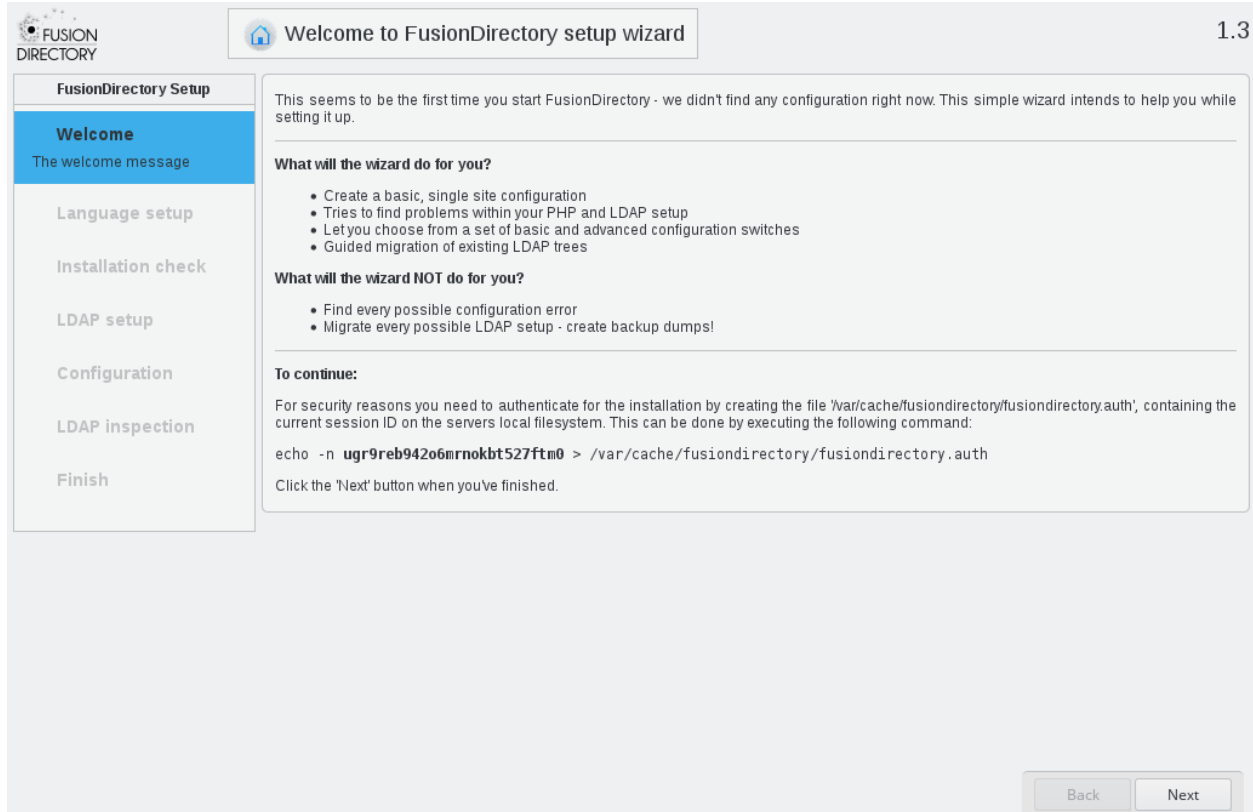 FUSION
DIRECTORY
Welcome to FusionDirectory setup wizard
1.3
FusionDirectory Setup
Welcome
The welcome message
Language setup
Installation check
LDAP setup
Configuration
LDAP inspection
Finish
This seems to be the first time you start FusionDirectory - we didn't find any configuration right now. This simple wizard intends to help you while
setting it up.
What will the wizard do for you?
• Create a basic, single site configuration
• Tries to find problems within your PHP and LDAP setup
• Let you choose from a set of basic and advanced configuration switches
• Guided migration of existing LDAP trees
What will the wizard NOT do for you?
• Find every possible configuration error
• Migrate every possible LDAP setup - create backup dumps!
To continue:
For security reasons you need to authenticate for the installation by creating the file '/var/cache/fusiondirectory/fusiondirectory.auth', containing the
current session ID on the servers local filesystem. This can be done by executing the following command:
echo -n ugr9reb942o6mrnokbt527ftm0 > /var/cache/fusiondirectory/fusiondirectory.auth
Click the 'Next' button when you've finished.
Back
Next